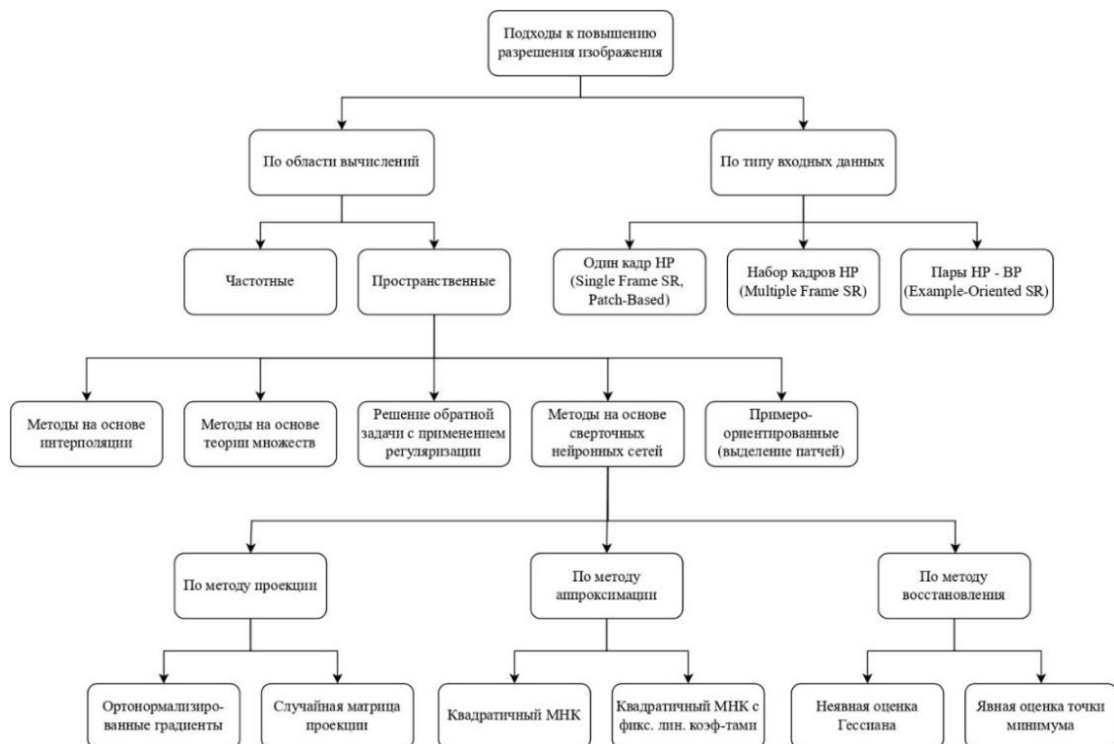 Подходы к повышению
разрешения изображения
По области вычислений
По типу входных данных
Частотные
Пространственные
Один кадр НР
(Single Frame SR,
Patch-Based)
Набор кадров НР
(Multiple Frame SR)
Пары НР - ВР
(Example-Oriented SR)
Методы на основе
интерполяции
Методы на основе
теории множеств
Решение обратной
задачи с применением
регуляризации
Методы на основе
сверточных
нейронных сетей
Примеро-
ориентированные
(выделение патчей)
По методу проекции
По методу
аппроксимации
По методу
восстановления
Ортонормализиро-
ванные градиенты
Случайная матрица
проекции
Квадратичный МНК
Квадратичный МНК с
фикс. лин. коэф-тами
Неявная оценка
Гессиана
Явная оценка точки
минимума